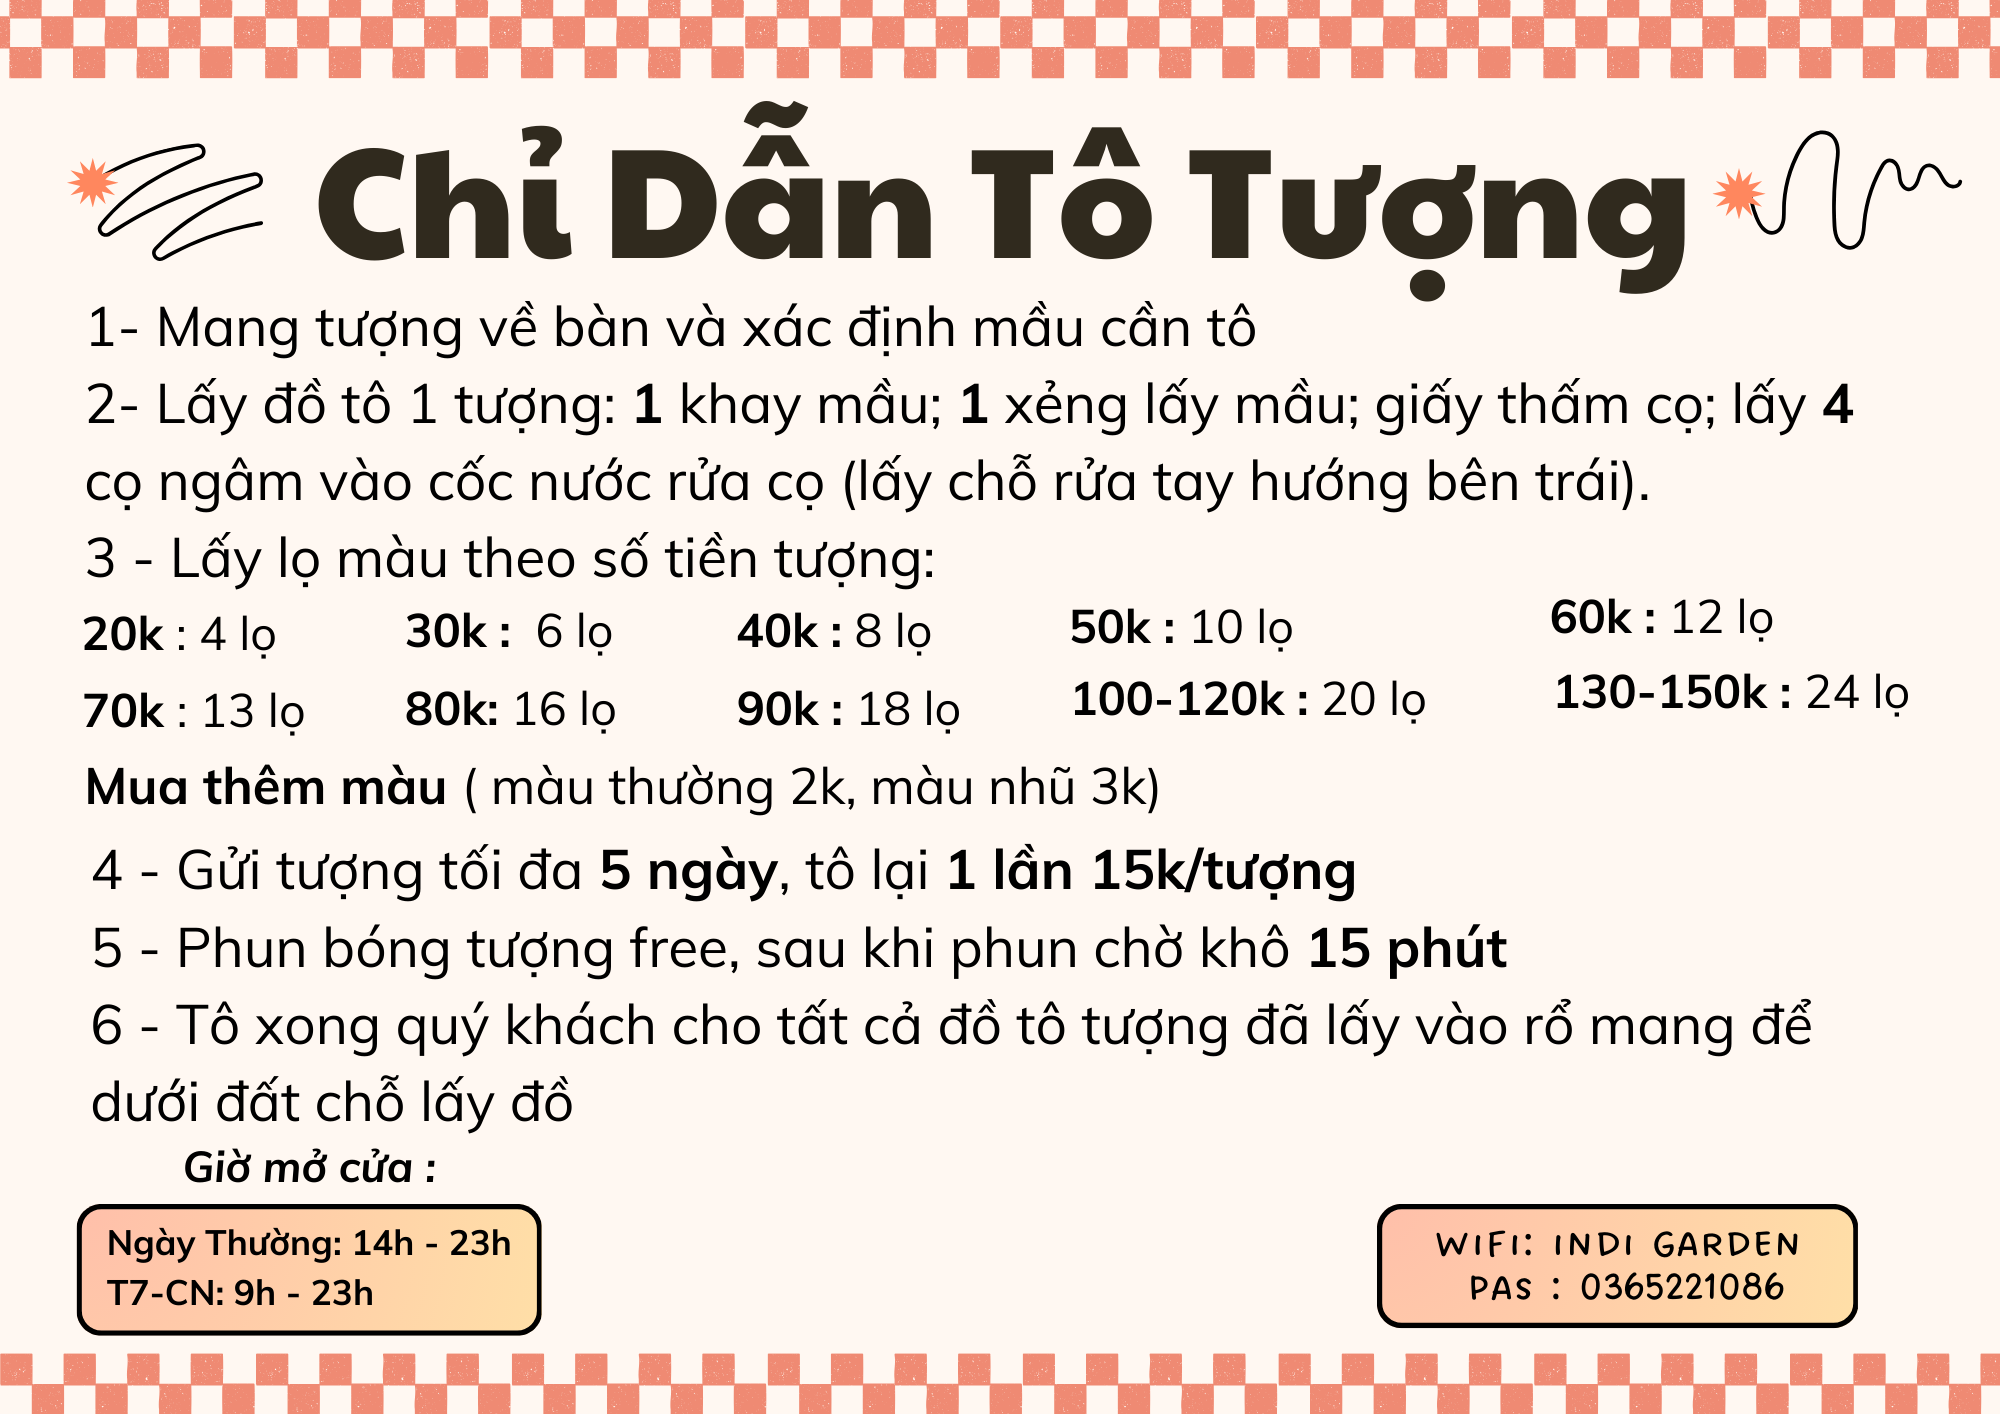 Chỉ Dẫn Tô Tượng
1- Mang tượng về bàn và xác định mầu cần tô
2- Lấy đồ tô 1 tượng: 1 khay mầu; 1 xẻng lấy mầu; giấy thấm cọ; lấy 4
cọ ngâm vào cốc nước rửa cọ (lấy chỗ rửa tay hướng bên trái).
3 - Lấy lọ màu theo số tiền tượng:
20k : 4 lọ 30k : 6 lọ 40k : 8 lọ 50k : 10 lọ 60k : 12 lọ
70k : 13 lọ 80k: 16 lọ 90k : 18 lọ 100-120k : 20 lọ 130-150k : 24 lọ
Mua thêm màu ( màu thường 2k, màu nhũ 3k)
4 - Gửi tượng tối đa 5 ngày, tô lại 1 lần 15k/tượng
5 - Phun bóng tượng free, sau khi phun chờ khô 15 phút
6 - Tô xong quý khách cho tất cả đồ tô tượng đã lấy vào rổ mang để
dưới đất chỗ lấy đồ
Giờ mở cửa :
Ngày Thường: 14h - 23h
T7-CN: 9h - 23h
WIFI: INDI GARDEN
PAS : 0365221086